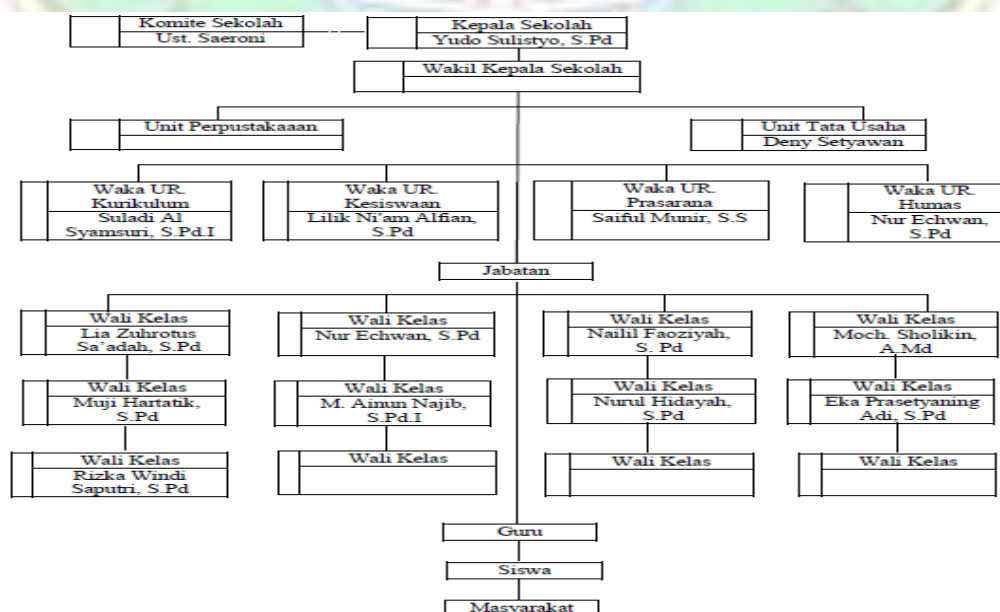 Komite Sekolah
Ust. Saeroni
Kepala Sekolah
Yudo Sulistyo, S.Pd
Wakil Kepala Sekolah
Unit Perpustakaaan
Unit Tata Usaha
Deny Setyawan
Waka UR.
Kurikulum
Suladi Al
Syamsuri, S.Pd.I
Waka UR.
Kesiswaan
Lilik Ni'am Alfian,
S.Pd
Waka UR.
Prasarana
Saiful Munir, S.S
Waka UR.
Humas
Nur Echwan,
S.Pd
Jabatan
Wali Kelas
Lia Zuhrotus
Sa'adah, S.Pd
Wali Kelas
Nur Echwan, S.Pd
Wali Kelas
Nailil Faoziyah,
S. Pd
Wali Kelas
Moch. Sholikin,
A.Md
Wali Kelas
Muji Hartatik,
S.Pd
Wali Kelas
M. Ainun Najib,
S.Pd.I
Wali Kelas
Nurul Hidayah,
S.Pd
Wali Kelas
Eka Prasetyaning
Adi, S.Pd
Wali Kelas
Rizka Windi
Saputri, S.Pd
Wali Kelas
Wali Kelas
Wali Kelas
Guru
Siswa
Masyarakat